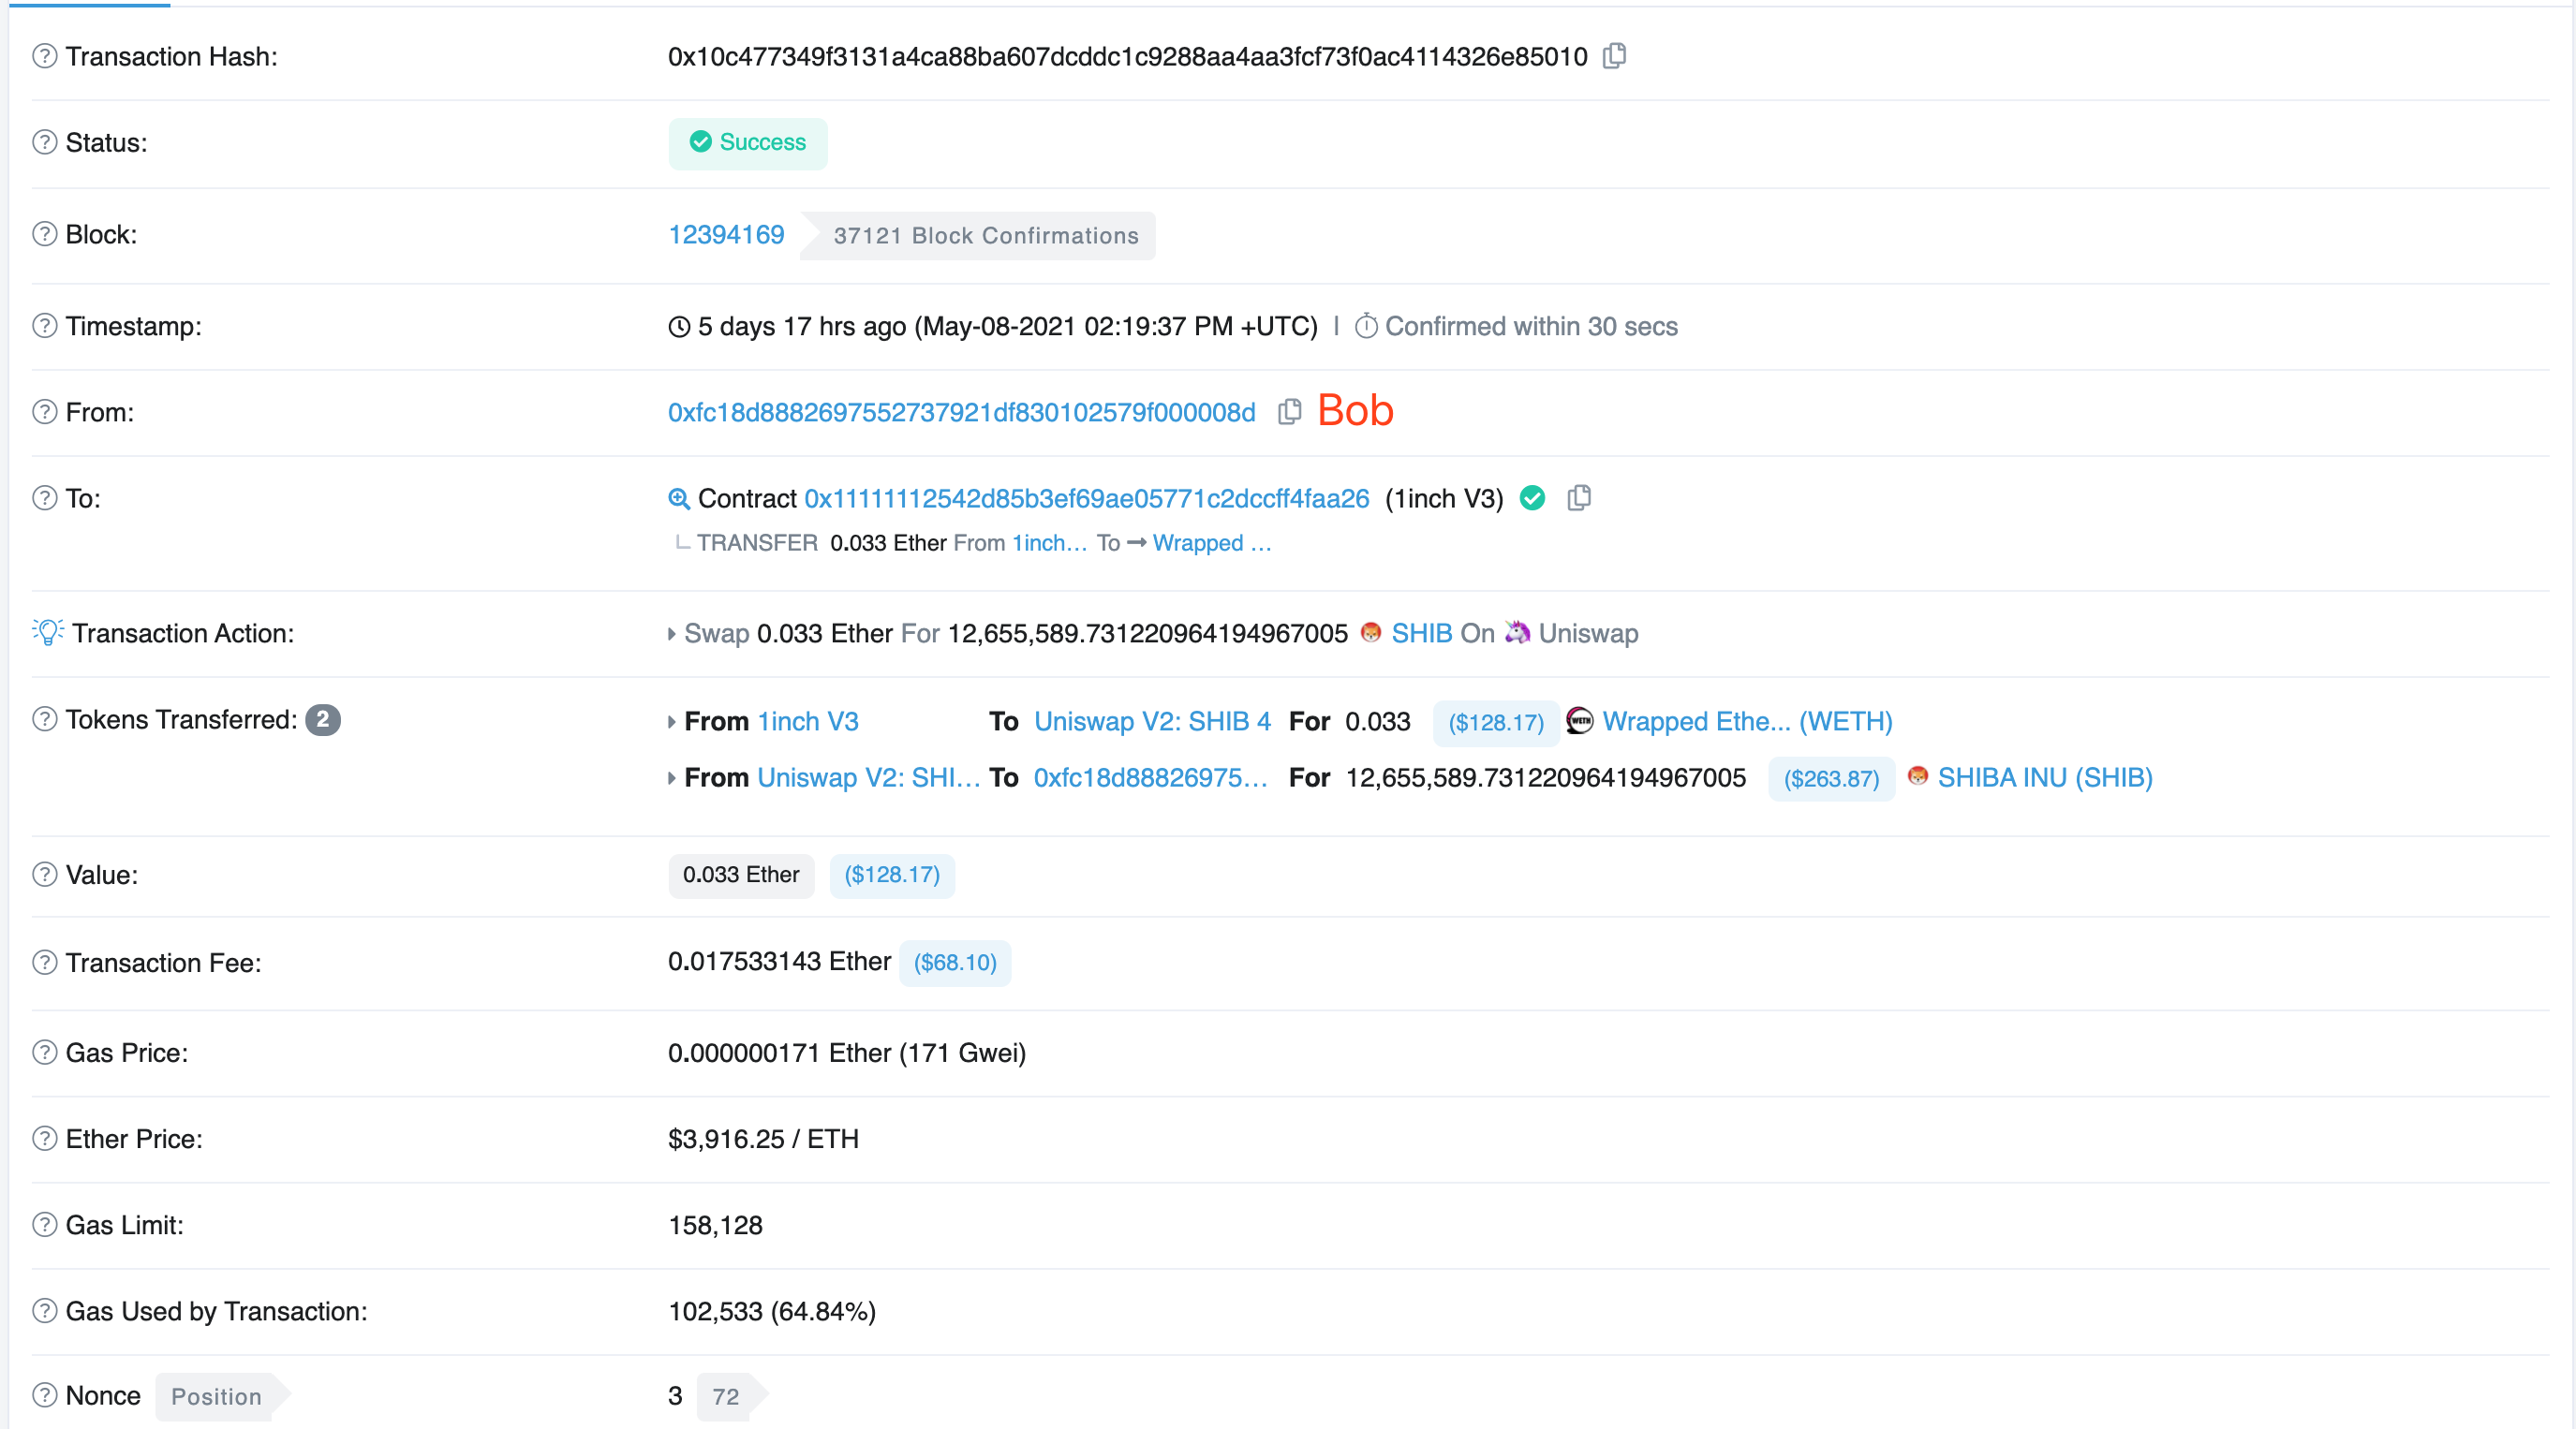 Transaction Hash: 0x10c477349f3131a4ca88ba607dcddc1c9288aa4aa3fcf73f0ac4114326e85010
Status: Success
Block: 12394169 37121 Block Confirmations
Timestamp: 5 days 17 hrs ago (May-08-2021 02:19:37 PM +UTC) | Confirmed within 30 secs
From: 0xfc18d8882697552737921df830102579f000008d Bob
To: Contract 0x11111112542d85b3ef69ae05771c2dccff4faa26 (1inch V3)
TRANSFER 0.033 Ether From 1inch... To → Wrapped ...
Transaction Action: Swap 0.033 Ether For 12,655,589.731220964194967005 SHIB On Uniswap
Tokens Transferred: 2 From 1inch V3 To Uniswap V2: SHIB 4 For 0.033 ($128.17) Wrapped Ethe... (WETH)
From Uniswap V2: SHI... To 0xfc18d88826975... For 12,655,589.731220964194967005 ($263.87) SHIBA INU (SHIB)
Value: 0.033 Ether ($128.17)
Transaction Fee: 0.017533143 Ether ($68.10)
Gas Price: 0.000000171 Ether (171 Gwei)
Ether Price: $3,916.25 / ETH
Gas Limit: 158,128
Gas Used by Transaction: 102,533 (64.84%)
Nonce Position 3 72